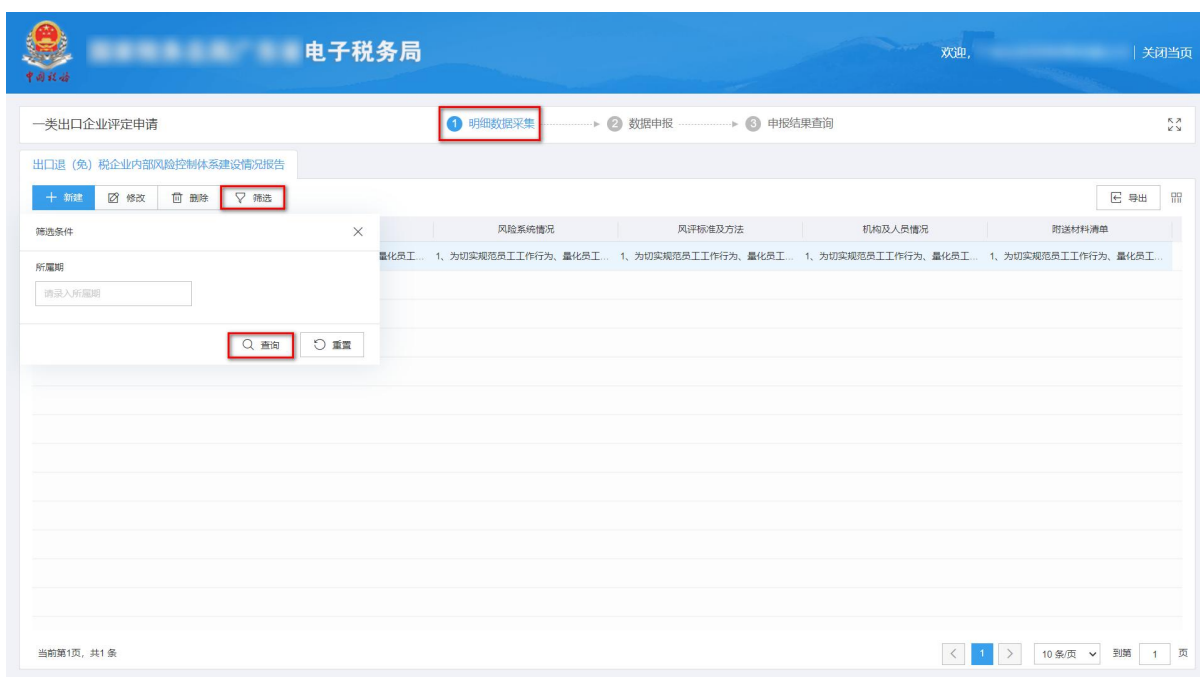 中国税务
电子税务局
欢迎,
| 关闭当页
一类出口企业评定申请
1 明细数据采集
2 数据申报
3 申报结果查询
出口退（免）税企业内部风险控制体系建设情况报告
新建 修改 删除 筛选
导出
筛选条件
所属期
请录入所属期
查询 重置
风险系统情况 风评标准及方法 机构及人员情况 附送材料清单
量化员工... 1、为切实规范员工工作行为、量化员工... 1、为切实规范员工工作行为、量化员工... 1、为切实规范员工工作行为、量化员工... 1、为切实规范员工工作行为、量化员工...
当前第1页，共1 条
1 10 条/页 到第 1 页